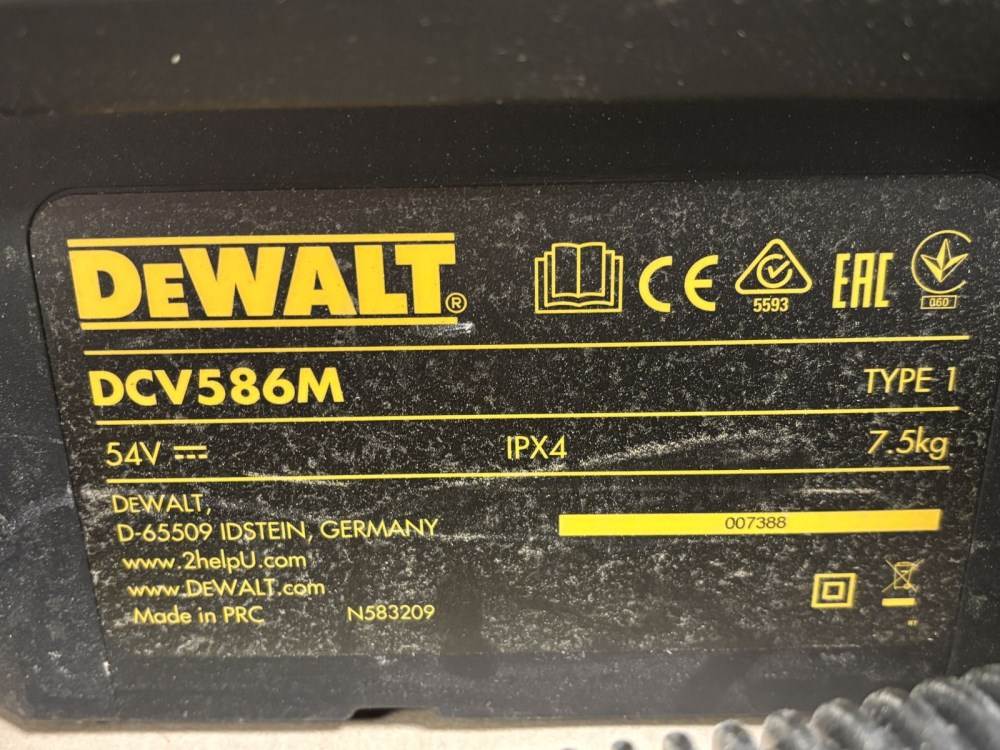 DEWALT®
CE
5593
EAC
060
DCV586M
TYPE 1
54V
IPX4
7.5kg
DEWALT,
D-65509 IDSTEIN, GERMANY
007388
www.2helpU.com
www.DEWALT.com
Made in PRC
N583209